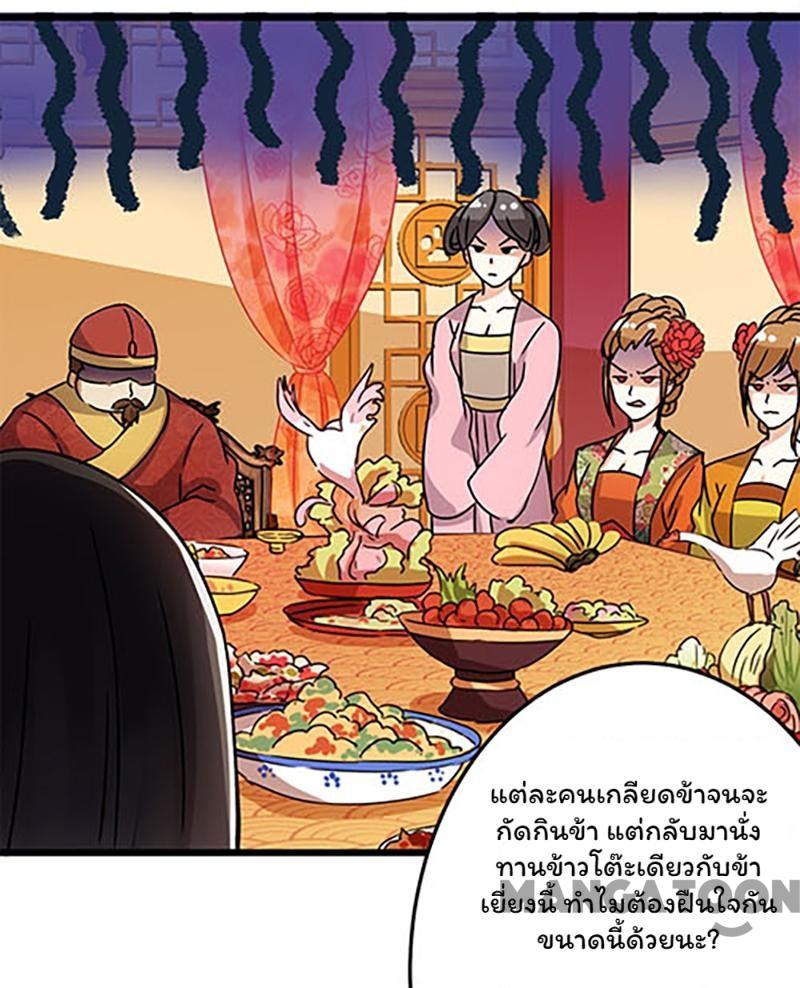 แต่ละคนเกลียดข้าจนจะ
กัดกินข้า แต่กลับมานั่ง
ทานข้าวโต๊ะเดียวกับข้า
MANGATOON
เยี่ยงนี้ ทำไมต้องฝืนใจกัน
ขนาดนี้ด้วยนะ?